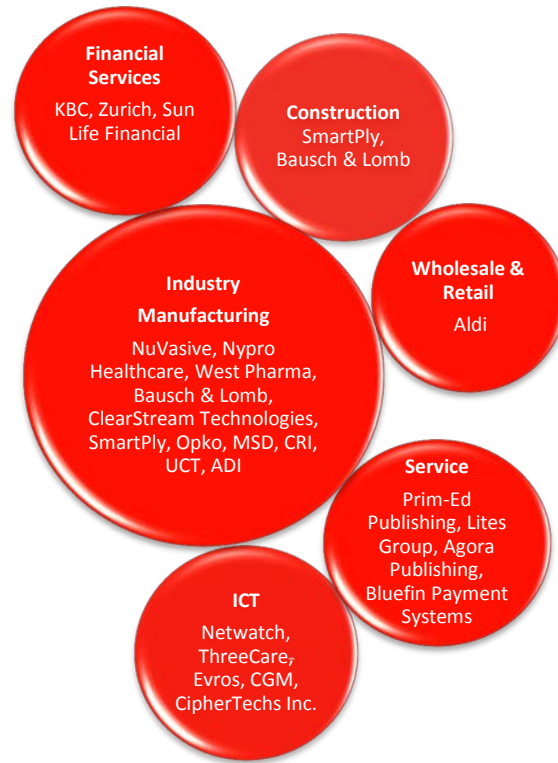 Financial
Services
KBC, Zurich, Sun
Life Financial
Construction
SmartPly,
Bausch & Lomb
Wholesale &
Retail
Aldi
Industry
Manufacturing
NuVasive, Nypro
Healthcare, West Pharma,
Bausch & Lomb,
ClearStream Technologies,
SmartPly, Opko, MSD, CRI,
UCT, ADI
Service
Prim-Ed
Publishing, Lites
Group, Agora
Publishing,
Bluefin Payment
Systems
ICT
Netwatch,
ThreeCare,
Evros, CGM,
CipherTechs Inc.